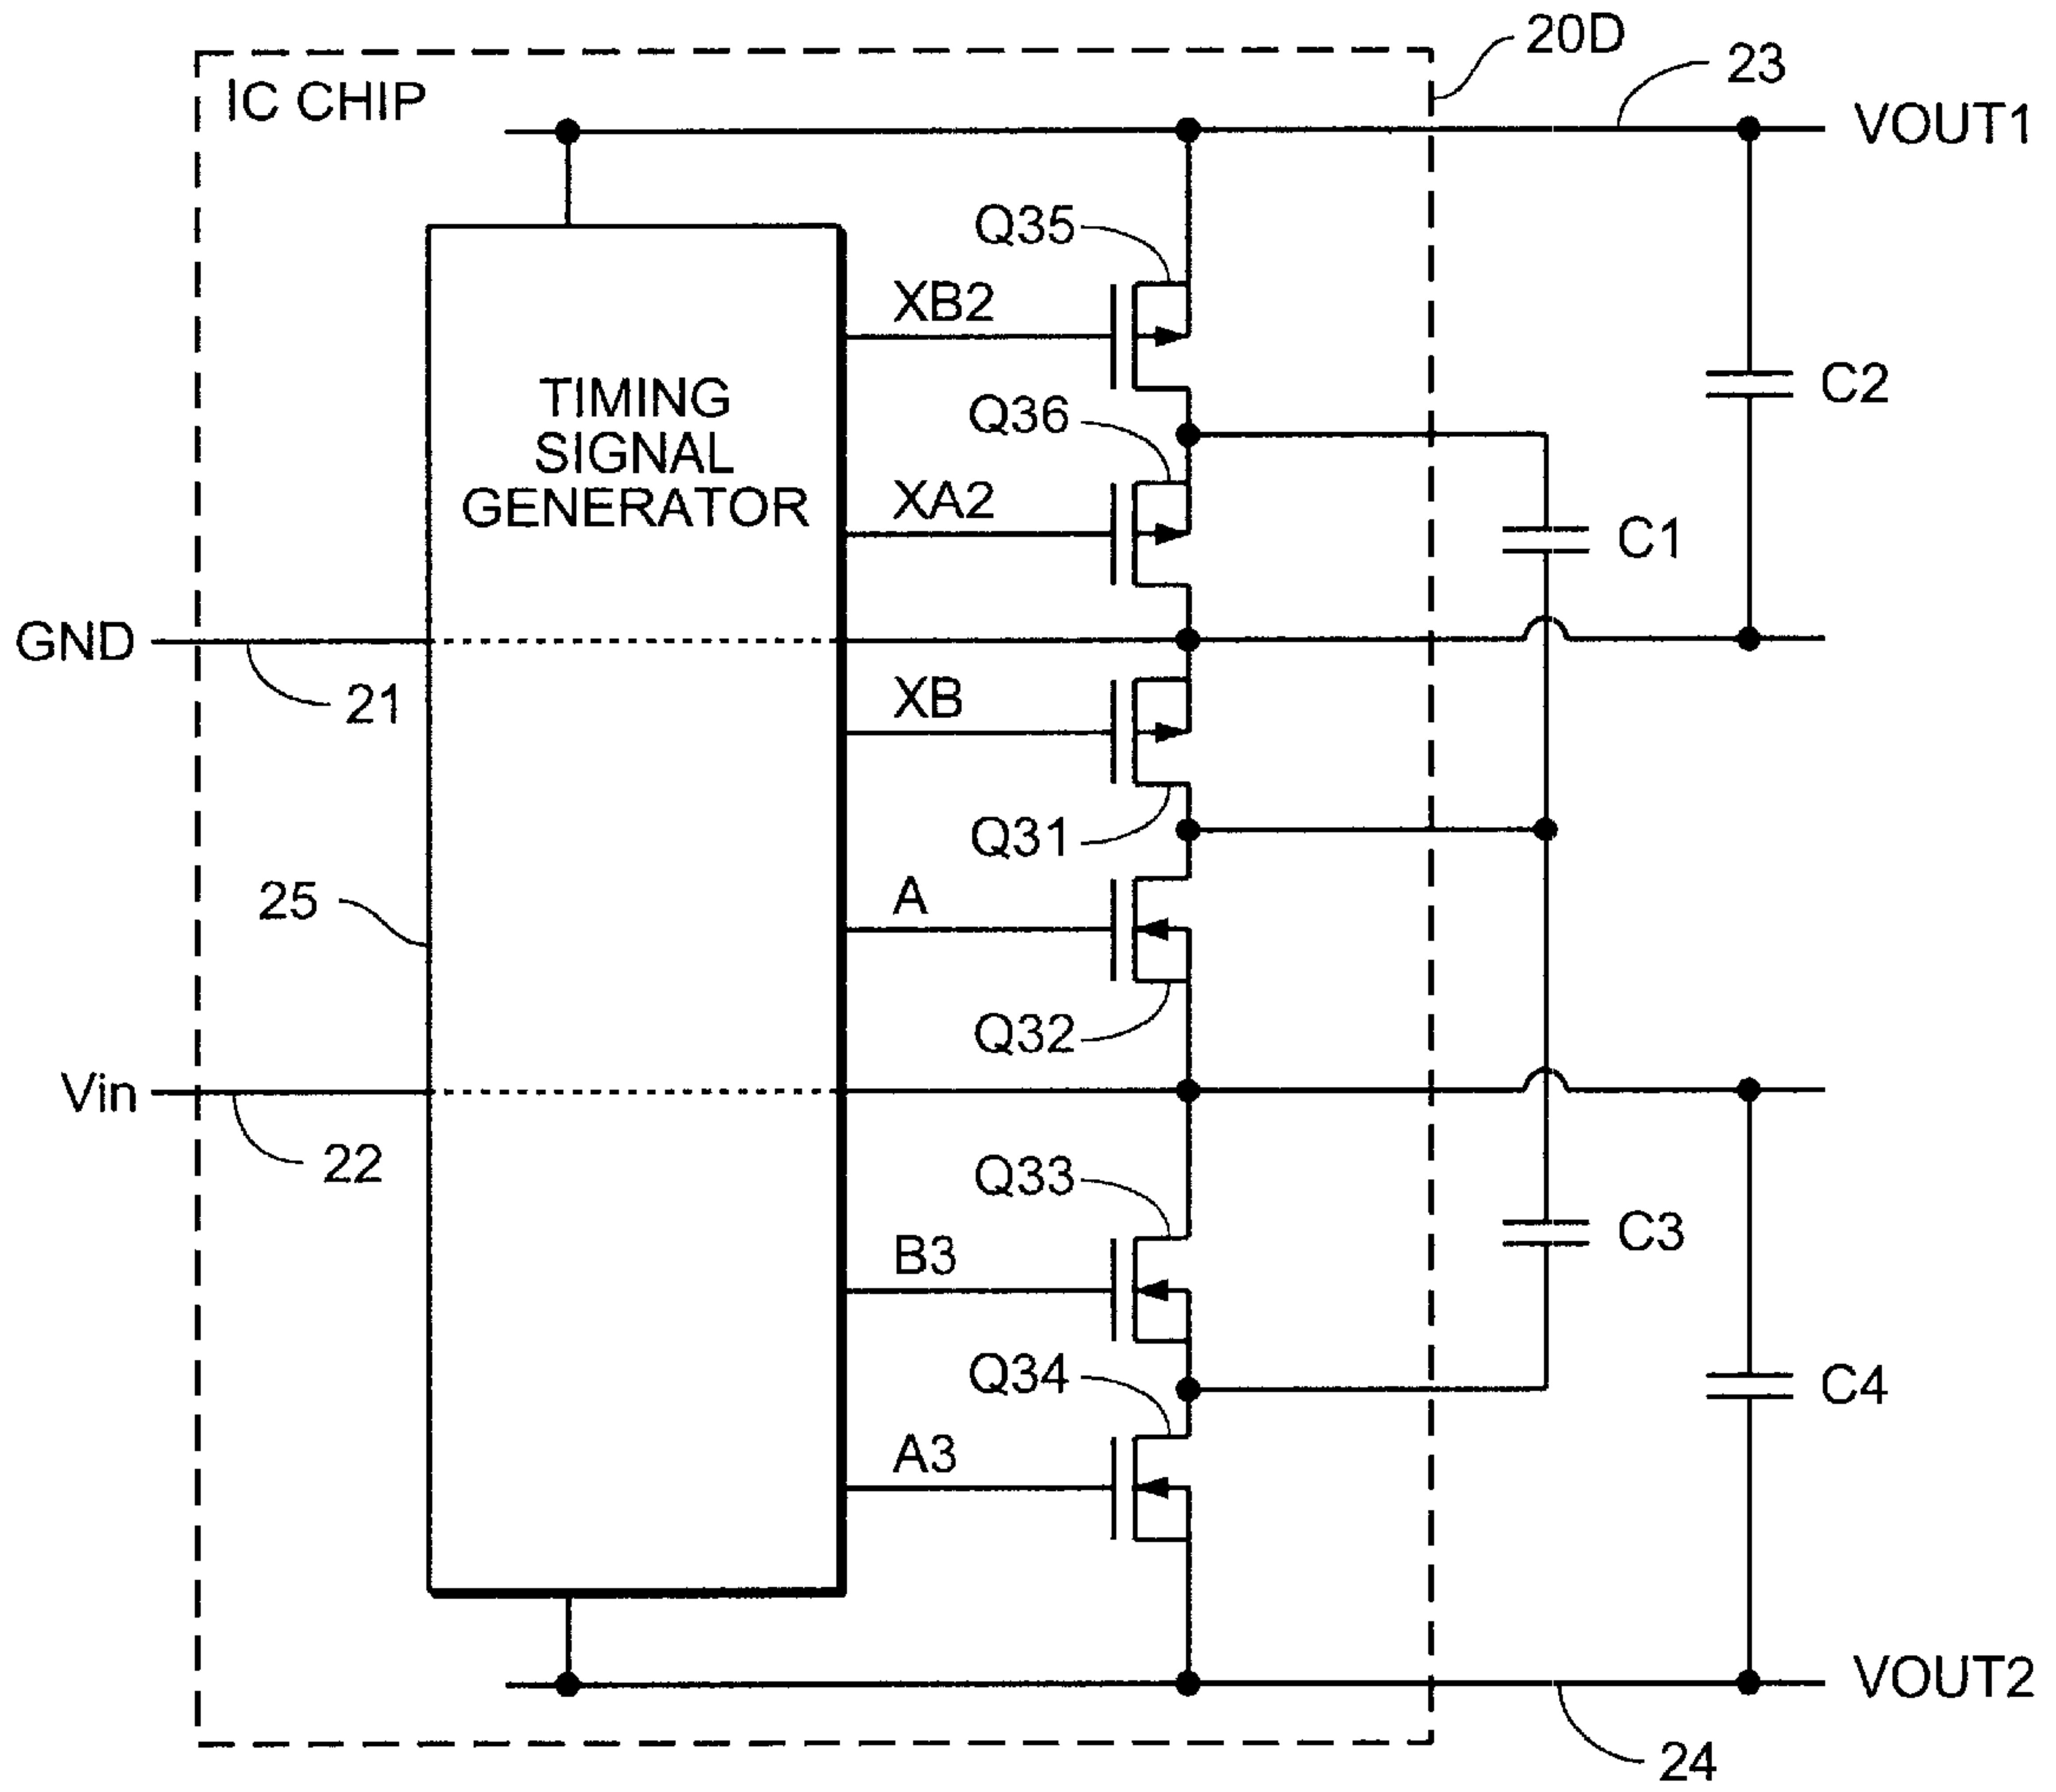 20D
23
IC CHIP
VOUT1
Q35
XB2
TIMING
SIGNAL
GENERATOR
C2
Q36
XA2
C1
GND
21
XB
Q31
25
A
Q32
Vin
22
Q33
B3
C3
Q34
C4
A3
VOUT2
24